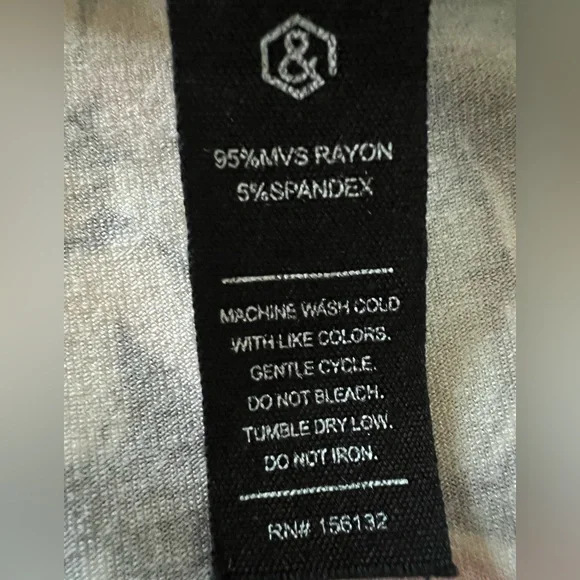 &
95%MVS RAYON
5%SPANDEX
MACHINE WASH COLD
WITH LIKE COLORS.
GENTLE CYCLE.
DO NOT BLEACH.
TUMBLE DRY LOW.
DO NOT IRON.
RN# 156132